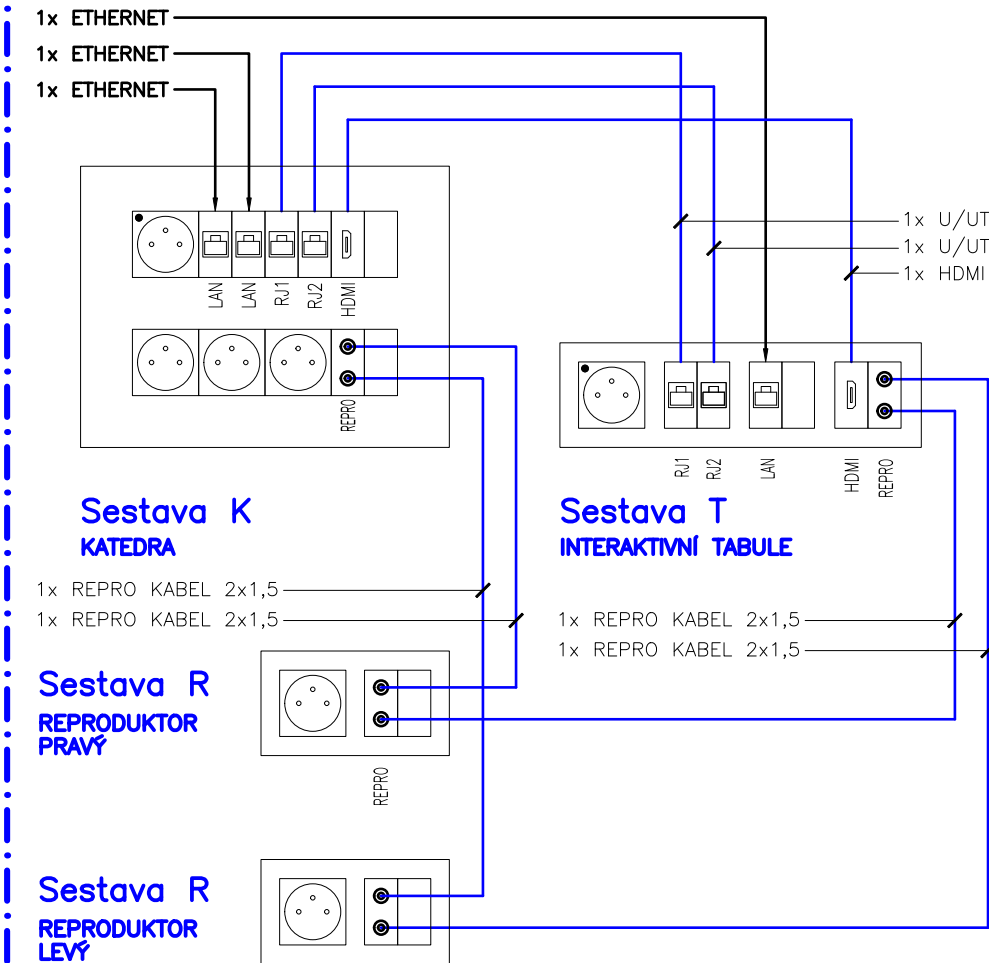 1x ETHERNET
1x ETHERNET
1x ETHERNET
1x U/UT
1x U/UT
1x HDMI
LAN
LAN
RJ1
RJ2
HDMI
REPRO
RJ1
RJ2
LAN
HDMI
REPRO
Sestava K
KATEDRA
Sestava T
INTERAKTIVNÍ TABULE
1x REPRO KABEL 2x1,5
1x REPRO KABEL 2x1,5
1x REPRO KABEL 2x1,5
1x REPRO KABEL 2x1,5
Sestava R
REPRODUKTOR
PRAVÝ
REPRO
Sestava R
REPRODUKTOR
LEVÝ